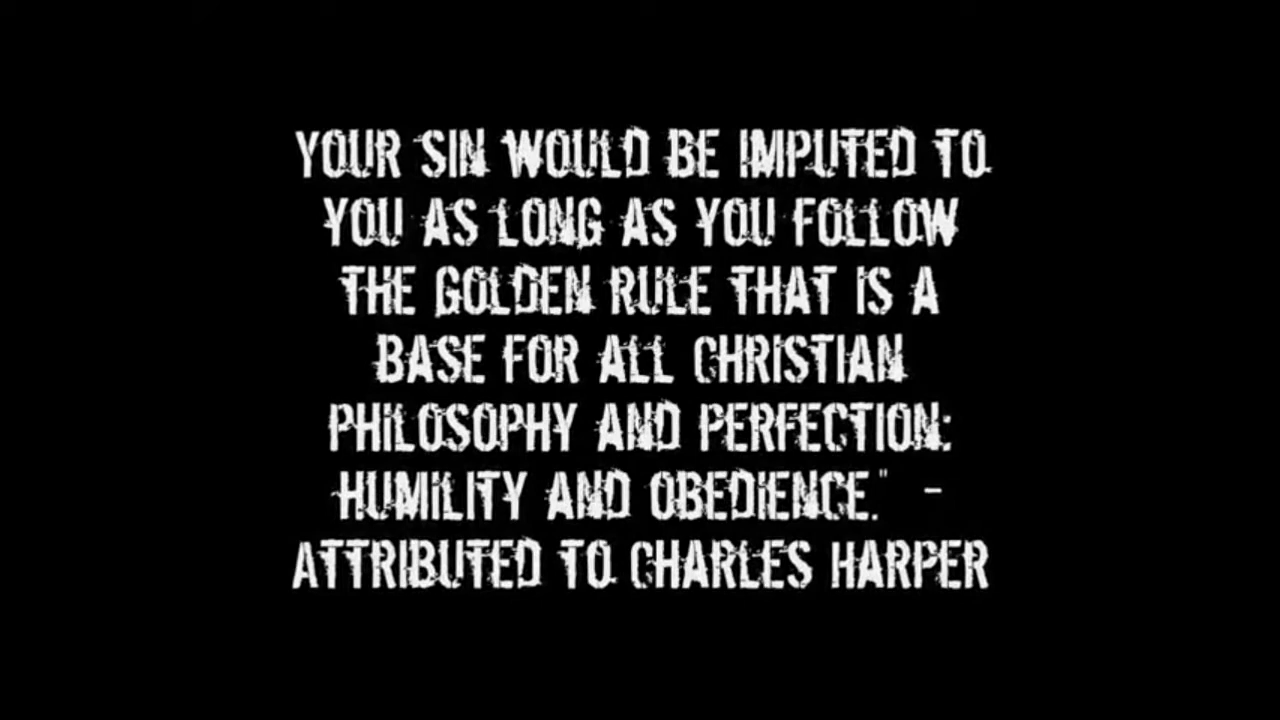 YOUR SIN WOULD BE IMPUTED TO
YOU AS LONG AS YOU FOLLOW
THE GOLDEN RULE THAT IS A
BASE FOR ALL CHRISTIAN
PHILOSOPHY AND PERFECTION:
HUMILITY AND OBEDIENCE." -
ATTRIBUTED TO CHARLES HARPER